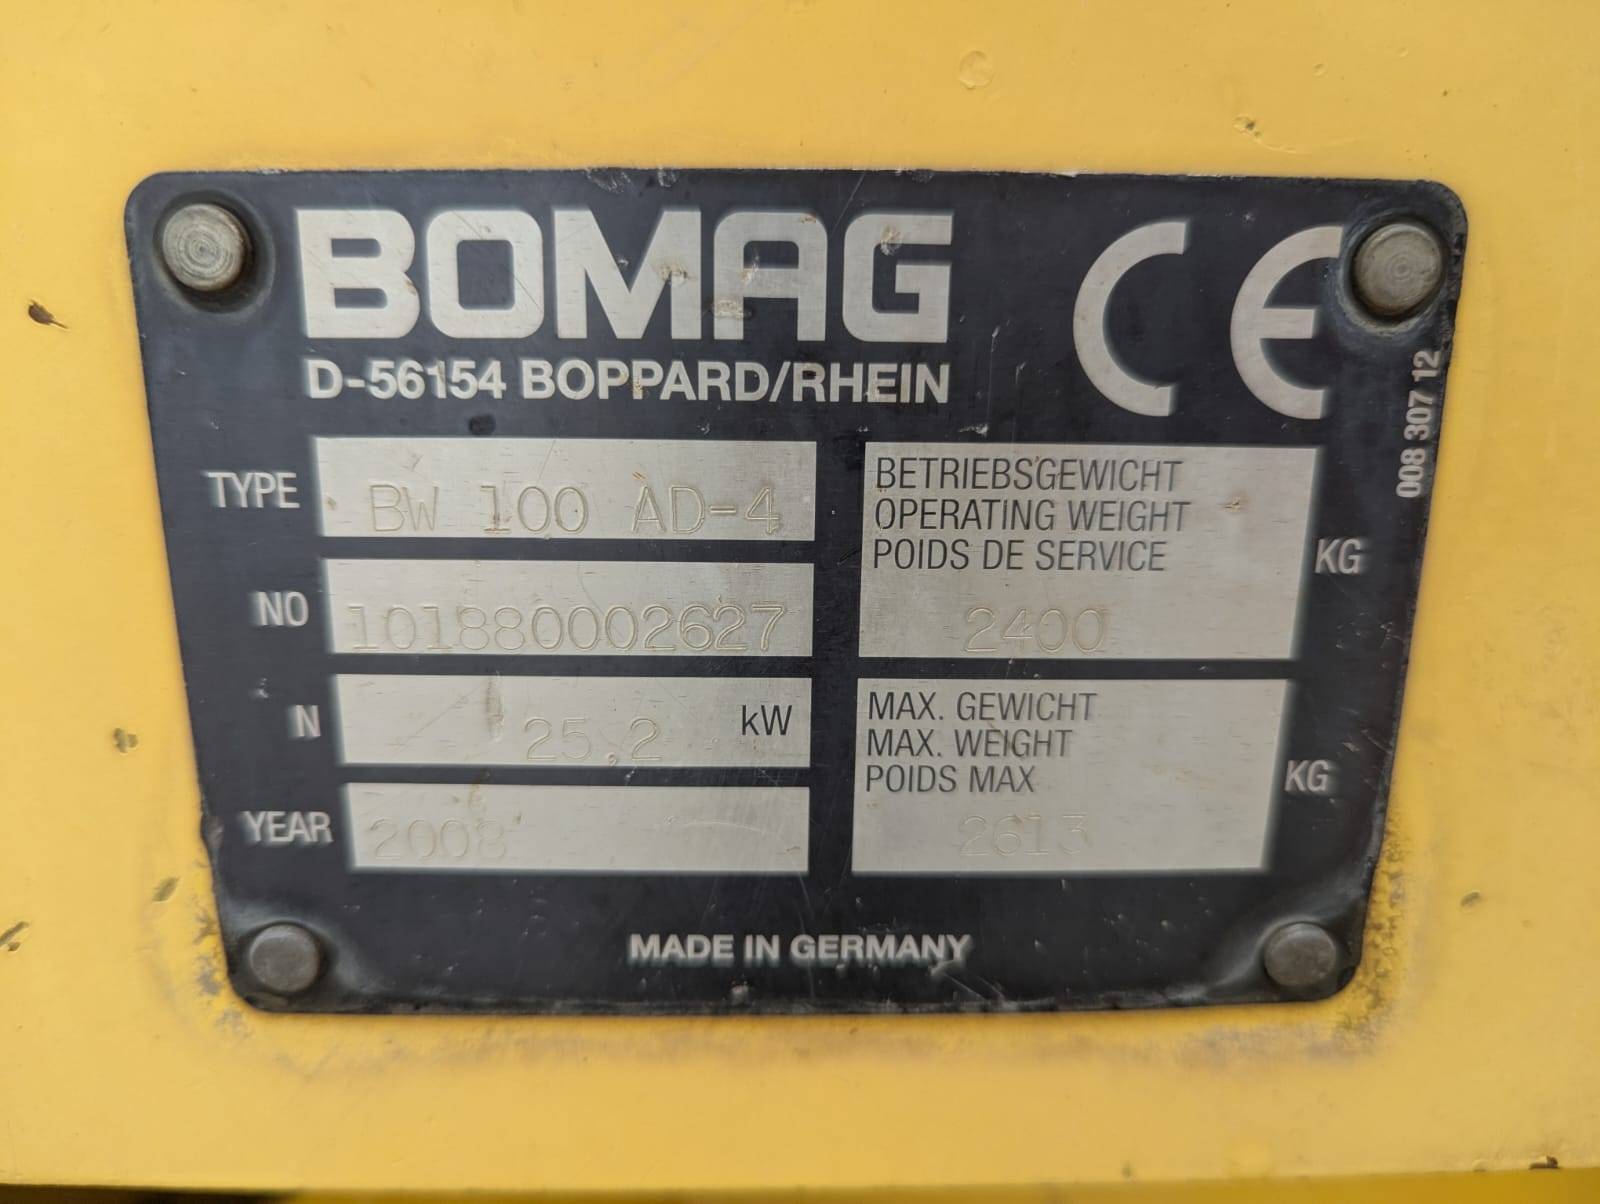 BOMAG
CE
D-56154 BOPPARD/RHEIN
008 307 12
TYPE BW 100 AD-4
NO 101880002627
N 25,2 kW
YEAR 2008
BETRIEBSGEWICHT
OPERATING WEIGHT
POIDS DE SERVICE
2400 KG
MAX. GEWICHT
MAX. WEIGHT
POIDS MAX
2613 KG
MADE IN GERMANY